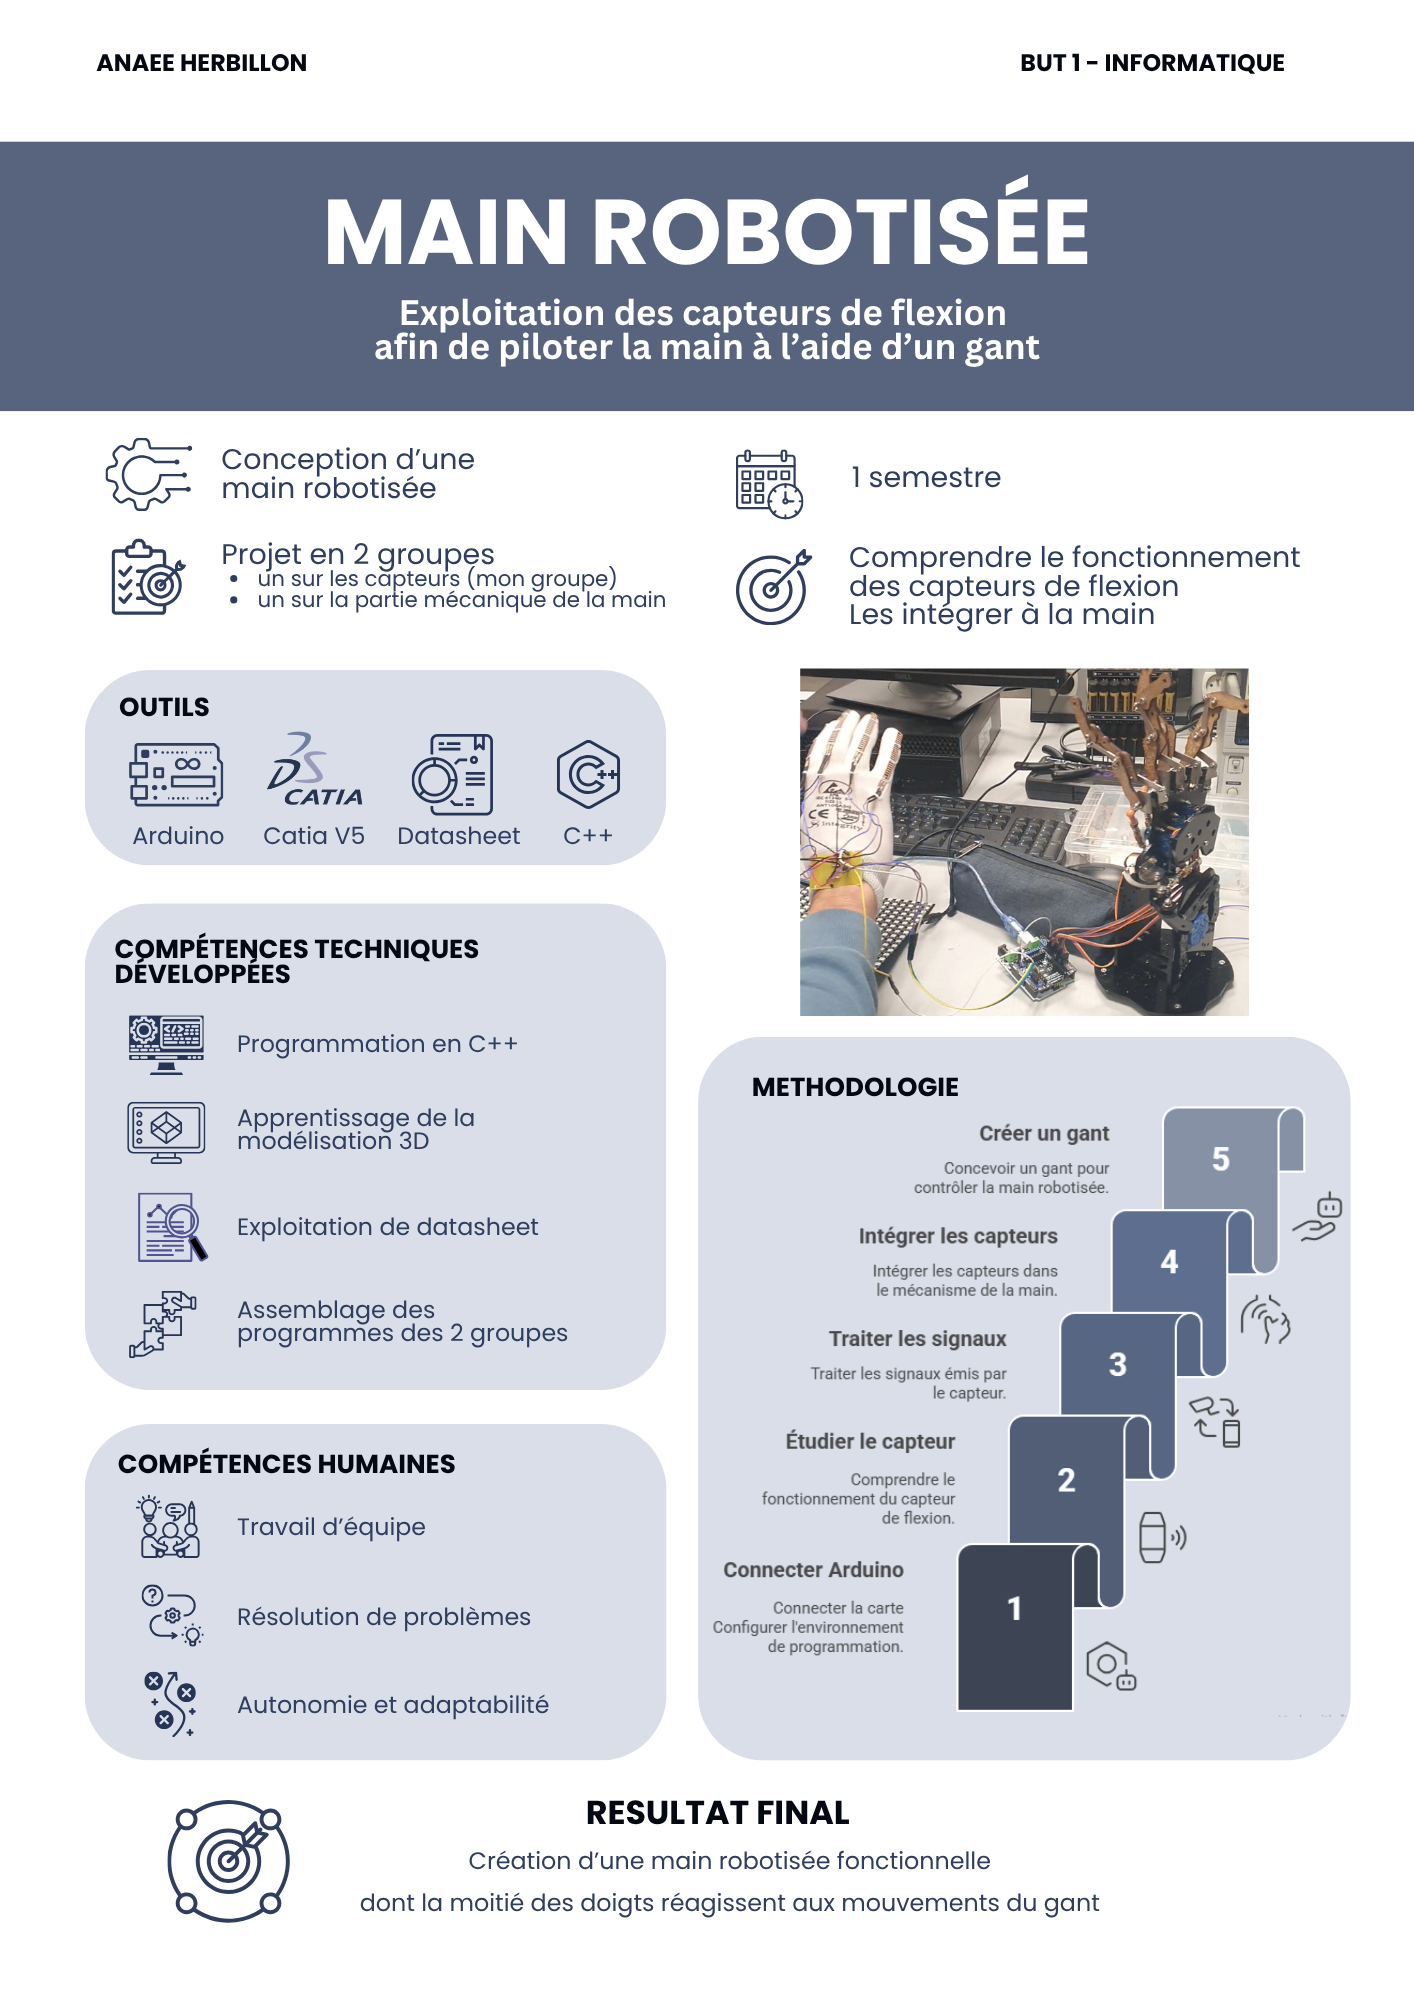 ANAEE HERBILLON
BUT 1 - INFORMATIQUE
MAIN ROBOTISÉE
Exploitation des capteurs de flexion
afin de piloter la main à l'aide d'un gant
Conception d'une
main robotisée
1 semestre
Projet en 2 groupes
• un sur les capteurs (mon groupe)
• un sur la partie mécanique de la main
Comprendre le fonctionnement
des capteurs de flexion
Les intégrer à la main
OUTILS
DS
CATIA
C++
Arduino
Catia V5
Datasheet
C++
DELL
CE
Integrity
COMPÉTENCES TECHNIQUES
DÉVELOPPÉES
Programmation en C++
Apprentissage de la
modélisation 3D
Exploitation de datasheet
Assemblage des
programmes des 2 groupes
COMPÉTENCES HUMAINES
Travail d'équipe
Résolution de problèmes
Autonomie et adaptabilité
METHODOLOGIE
Créer un gant
Concevoir un gant pour
contrôler la main robotisée.
5
Intégrer les capteurs
Intégrer les capteurs dans
le mécanisme de la main.
4
Traiter les signaux
Traiter les signaux émis par
le capteur.
3
Étudier le capteur
Comprendre le
fonctionnement du capteur
de flexion.
2
Connecter Arduino
Connecter la carte
Configurer l'environnement
de programmation.
1
RESULTAT FINAL
Création d'une main robotisée fonctionnelle
dont la moitié des doigts réagissent aux mouvements du gant